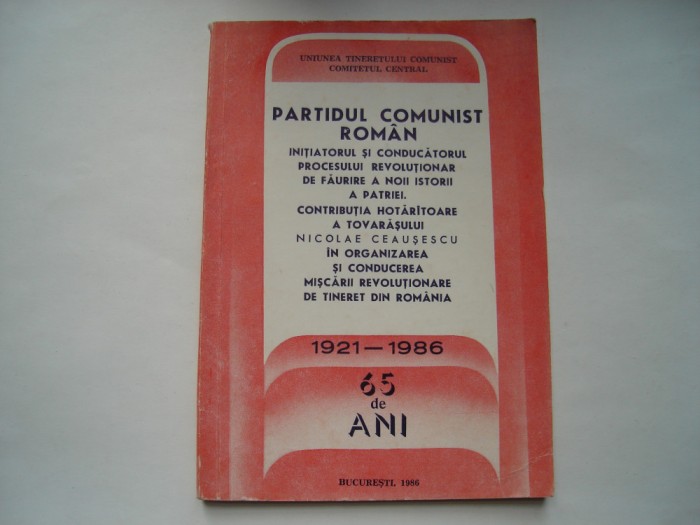 UNIUNEA TINERETULUI COMUNIST
COMITETUL CENTRAL
PARTIDUL COMUNIST
ROMÂN
INIȚIATORUL ȘI CONDUCĂTORUL
PROCESULUI REVOLUȚIONAR
DE FĂURIRE A NOII ISTORII
A PATRIEI.
CONTRIBUȚIA HOTĂRÎTOARE
A TOVARĂȘULUI
NICOLAE CEAUȘESCU
ÎN ORGANIZAREA
ȘI CONDUCEREA
MIȘCĂRII REVOLUȚIONARE
DE TINERET DIN ROMÂNIA
1921—1986
65
de
ANI
BUCUREȘTI, 1986